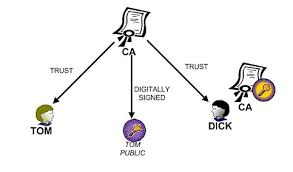 CA
TRUST
TRUST
DIGITALLY
SIGNED
CA
TOM
TOM
PUBLIC
DICK